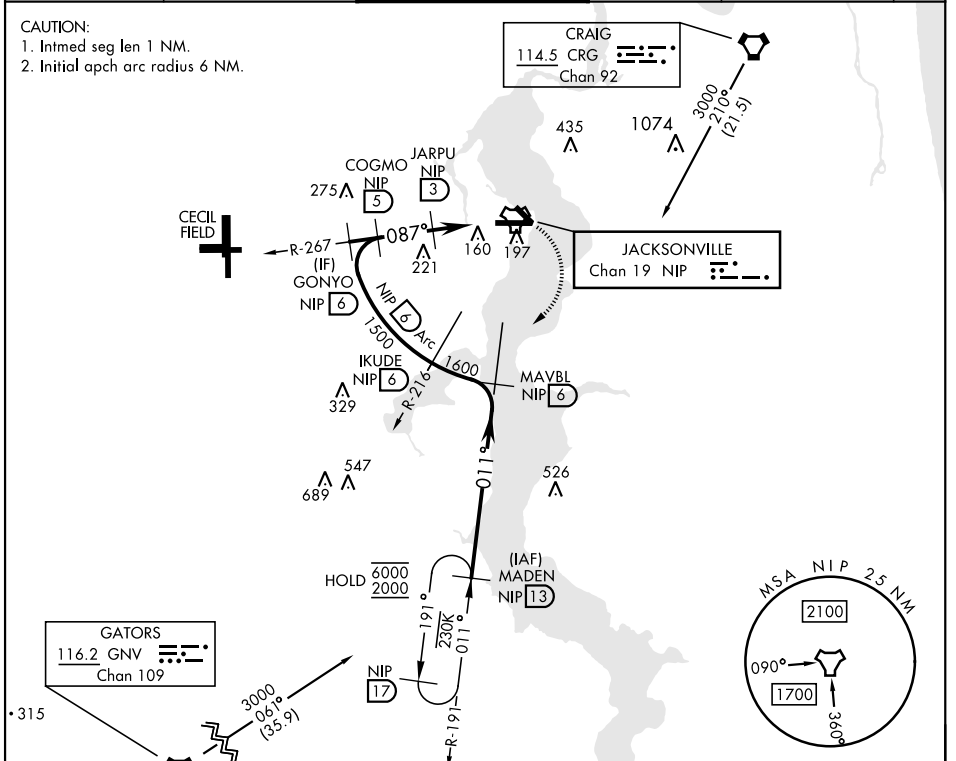 CAUTION:
1. Intmed seg len 1 NM.
2. Initial apch arc radius 6 NM.
CRAIG
114.5 CRG
Chan 92
3000
210°
(21.5)
435
1074
COGMO
NIP
5
JARPU
NIP
3
275
CECIL
FIELD
R-267
087°
221
160
197
JACKSONVILLE
Chan 19 NIP
(IF)
GONYO
NIP 6
NIP 6 Arc
1500
IKUDE
NIP 6
1600
R-216
MAVBL
NIP 6
329
011°
547
689
526
HOLD 6000
2000
(IAF)
MADEN
NIP 13
191°
230K
011°
NIP
17
R-191
GATORS
116.2 GNV
Chan 109
3000
061°
(35.9)
315
MSA NIP 25 NM
2100
090°
1700
360°